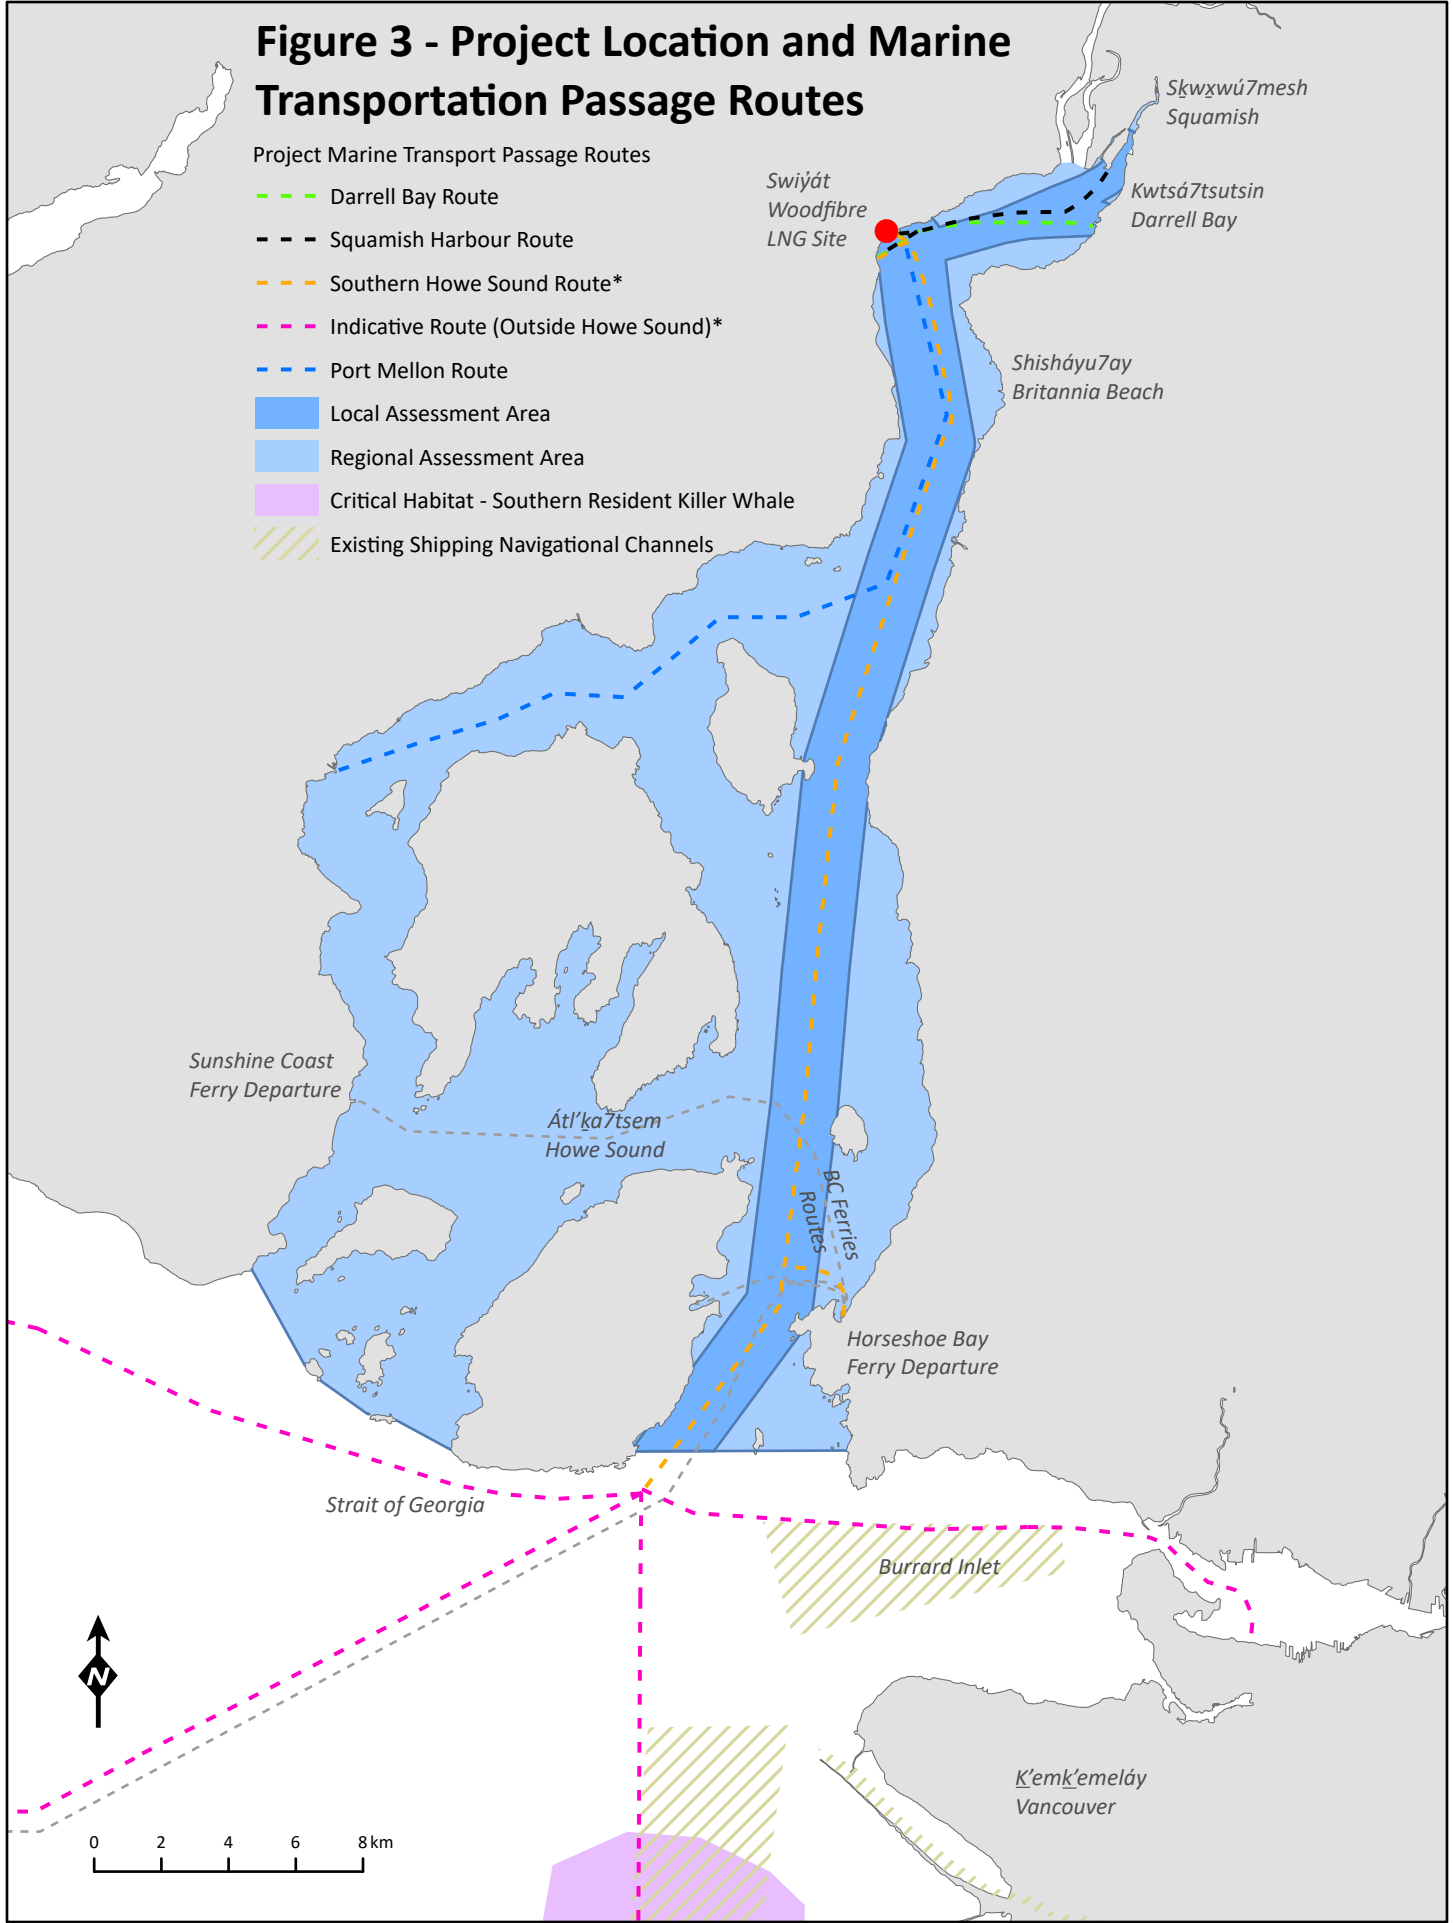 Figure 3 - Project Location and Marine
Transportation Passage Routes
Project Marine Transport Passage Routes
Darrell Bay Route
Squamish Harbour Route
Southern Howe Sound Route*
Indicative Route (Outside Howe Sound)*
Port Mellon Route
Local Assessment Area
Regional Assessment Area
Critical Habitat - Southern Resident Killer Whale
Existing Shipping Navigational Channels
Sḵwx̱wú7mesh
Squamish
Swiy̓át
Woodfibre
LNG Site
Kwtsá7tsutsin
Darrell Bay
Shisháyu7ay
Britannia Beach
Sunshine Coast
Ferry Departure
Átl’ḵa7tsem
Howe Sound
BC Ferries
Routes
Horseshoe Bay
Ferry Departure
Strait of Georgia
Burrard Inlet
N
Ḵ’emḵ’emeláy
Vancouver
0 2 4 6 8 km